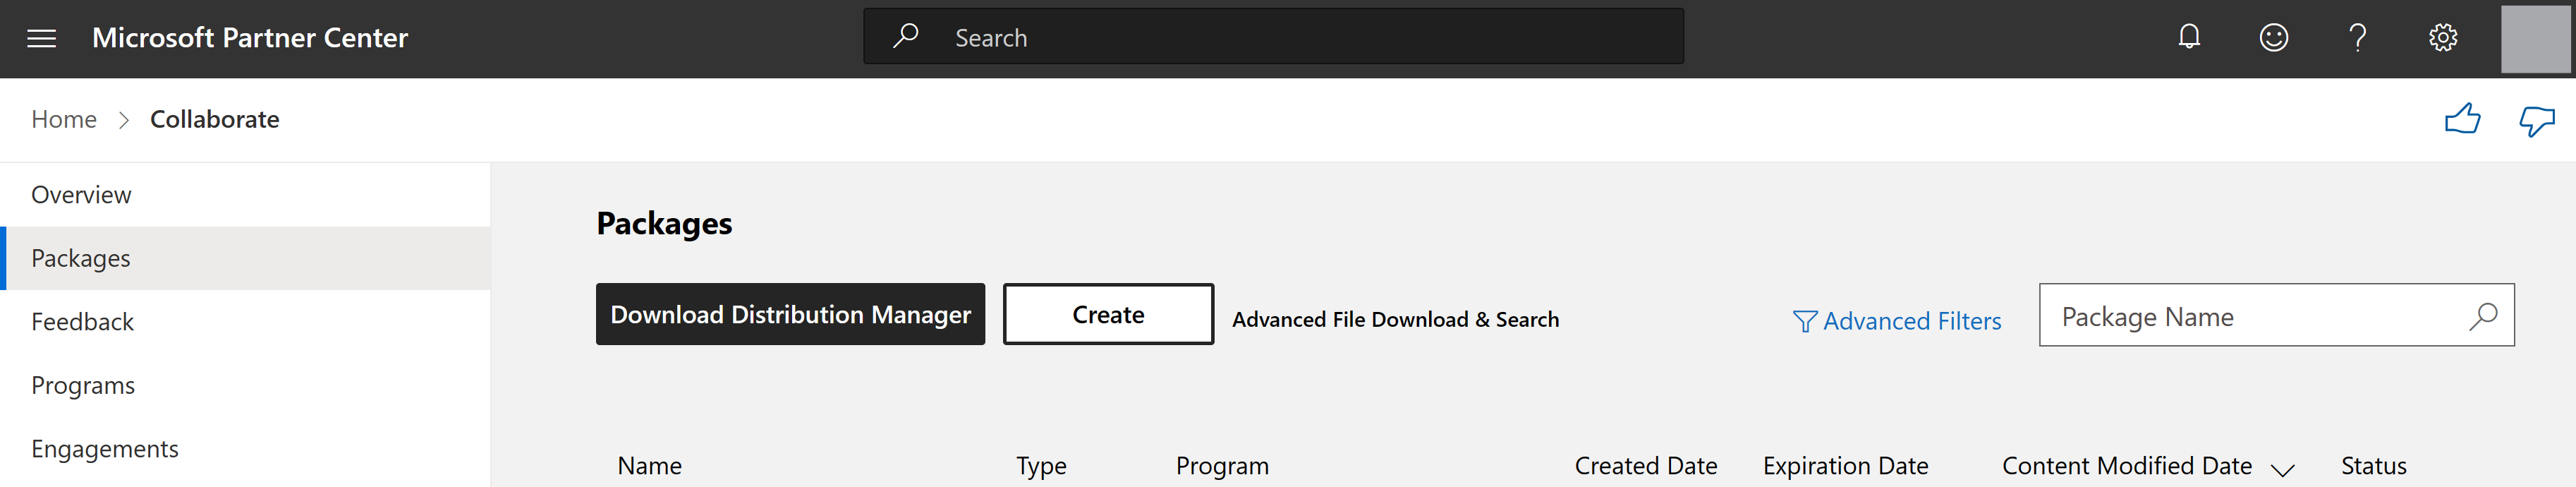 Microsoft Partner Center
Search
Home
Collaborate
Overview
Packages
Feedback
Programs
Engagements
Packages
Download Distribution Manager
Create
Advanced File Download & Search
Advanced Filters
Package Name
Name
Type
Program
Created Date
Expiration Date
Content Modified Date
Status